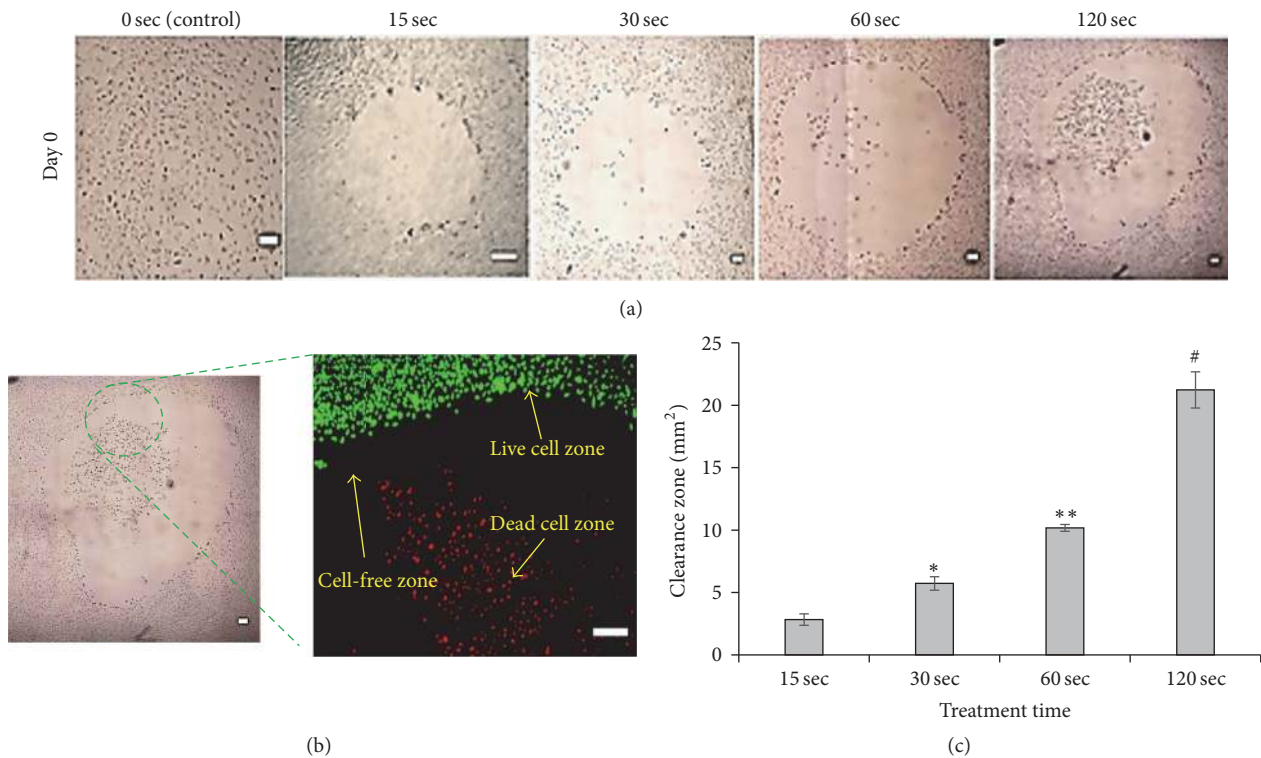 0 sec (control) 15 sec 30 sec 60 sec 120 sec
Day 0
(a)
Live cell zone
Dead cell zone
Cell-free zone
(b)
Clearance zone (mm²)
25
20
15
10
5
0
*
**
#
15 sec 30 sec 60 sec 120 sec
Treatment time
(c)